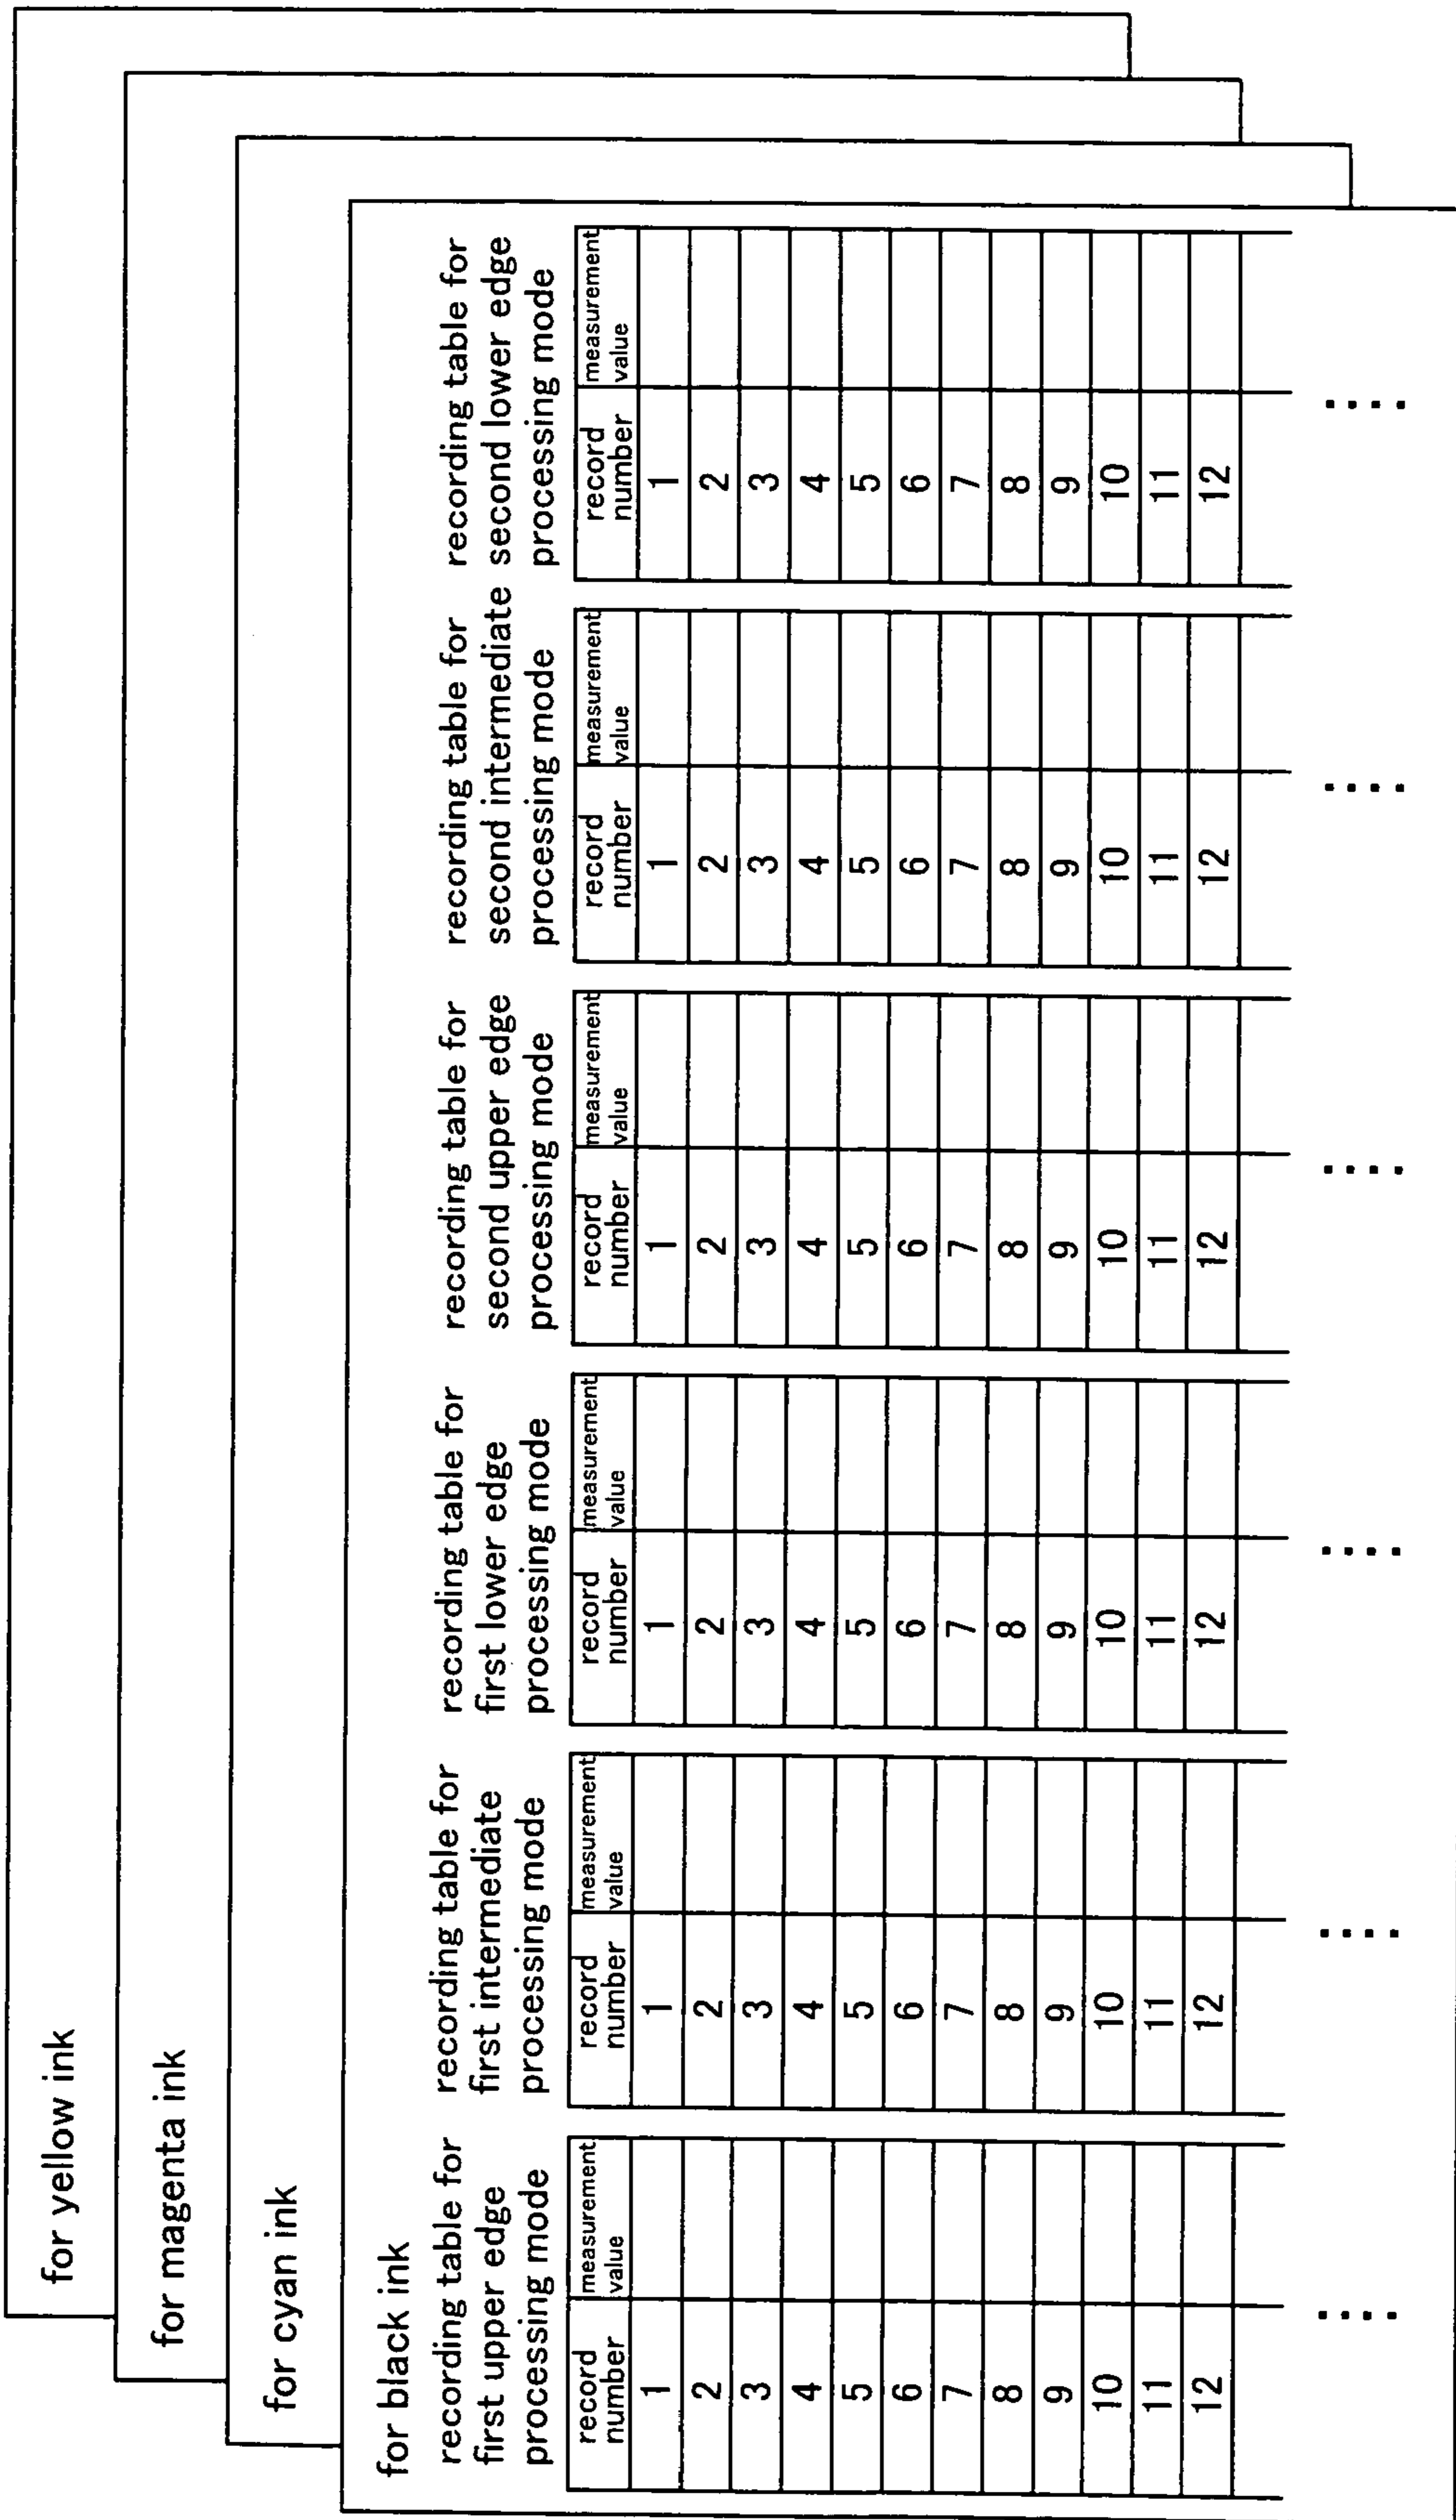 for yellow ink
for magenta ink
for cyan ink
for black ink
recording table for
first upper edge
processing mode
record
number
measurement
value
1
2
3
4
5
6
7
8
9
10
11
12
....
recording table for
first intermediate
processing mode
record
number
measurement
value
1
2
3
4
5
6
7
8
9
10
11
12
....
recording table for
first lower edge
processing mode
record
number
measurement
value
1
2
3
4
5
6
7
8
9
10
11
12
....
recording table for
second upper edge
processing mode
record
number
measurement
value
1
2
3
4
5
6
7
8
9
10
11
12
....
recording table for
second intermediate
processing mode
record
number
measurement
value
1
2
3
4
5
6
7
8
9
10
11
12
....
recording table for
second lower edge
processing mode
record
number
measurement
value
1
2
3
4
5
6
7
8
9
10
11
12
....